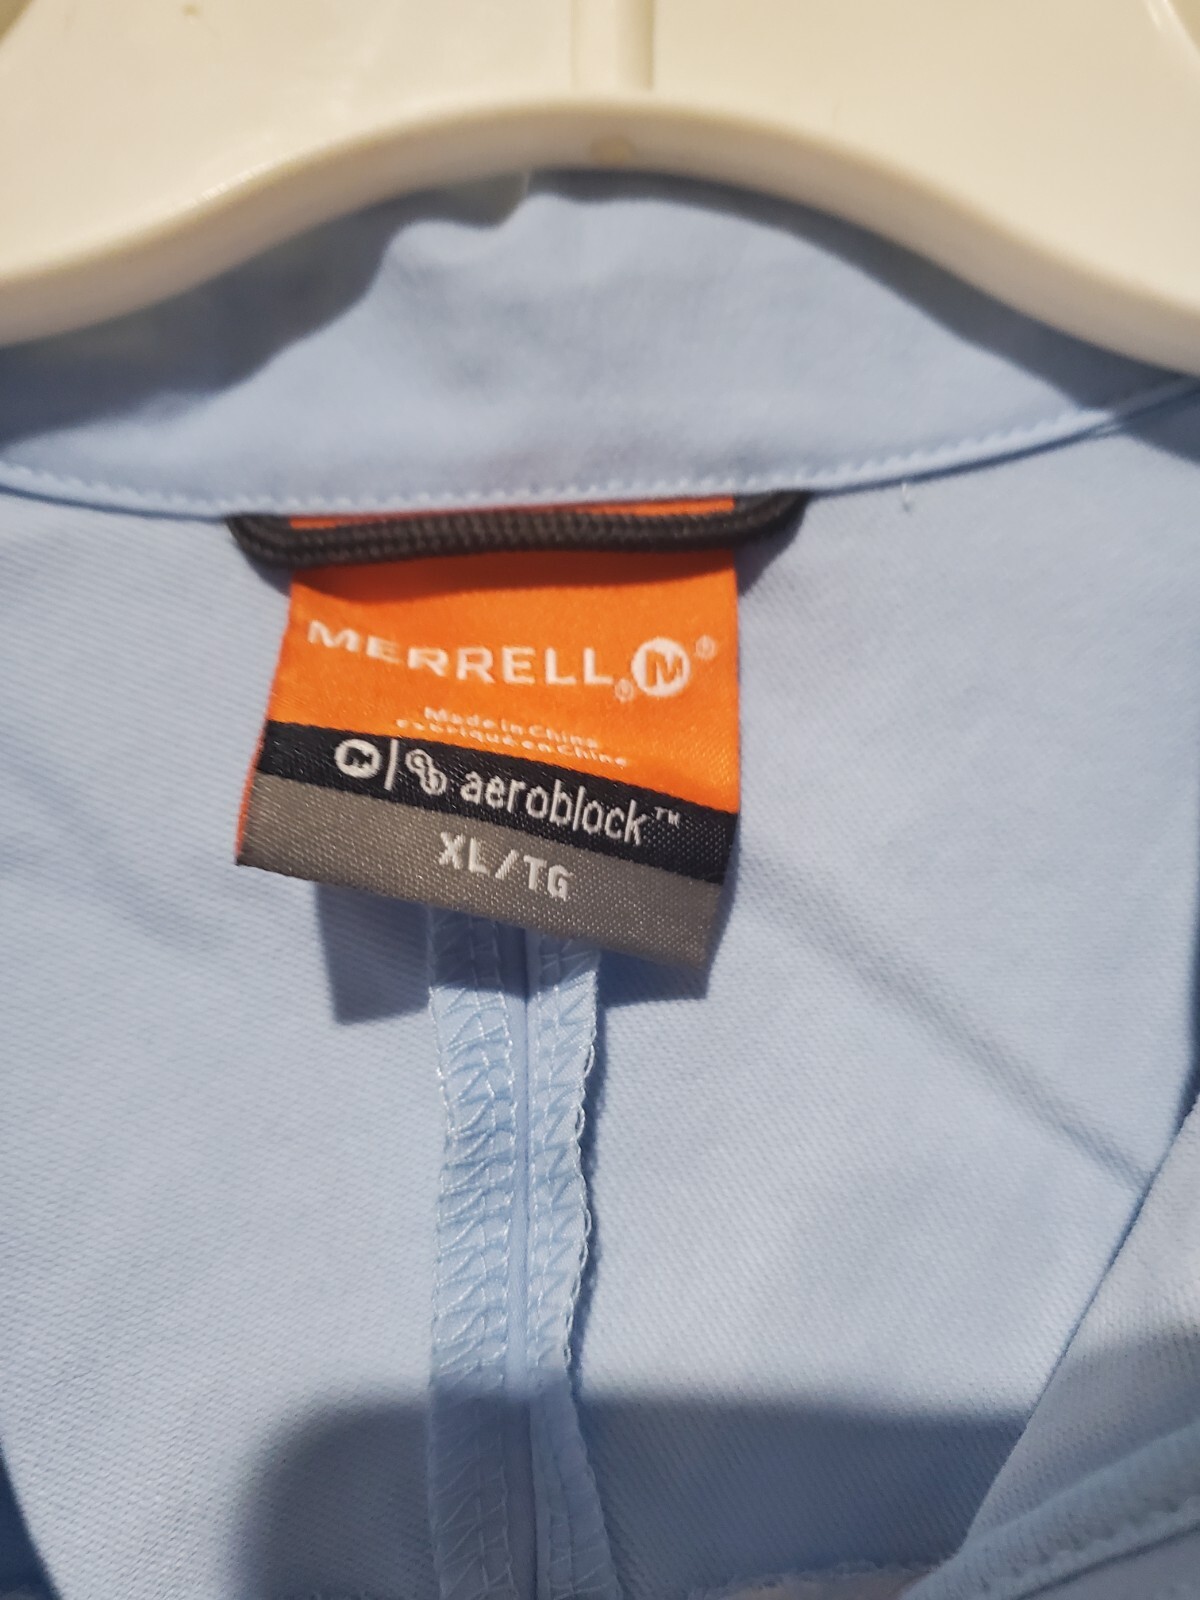 MERRELL® M®
Made in China
Fabriqué en Chine
M | aeroblock™
XL/TG